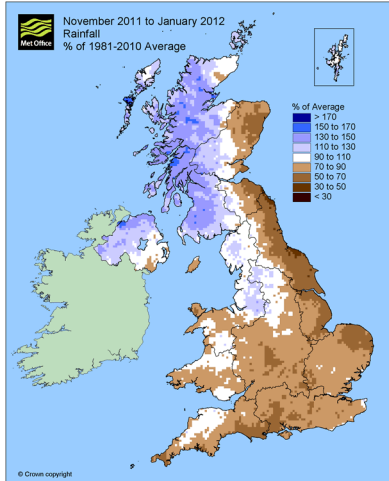 Met Office
November 2011 to January 2012
Rainfall
% of 1981-2010 Average
% of Average
> 170
150 to 170
130 to 150
110 to 130
90 to 110
70 to 90
50 to 70
30 to 50
< 30
© Crown copyright